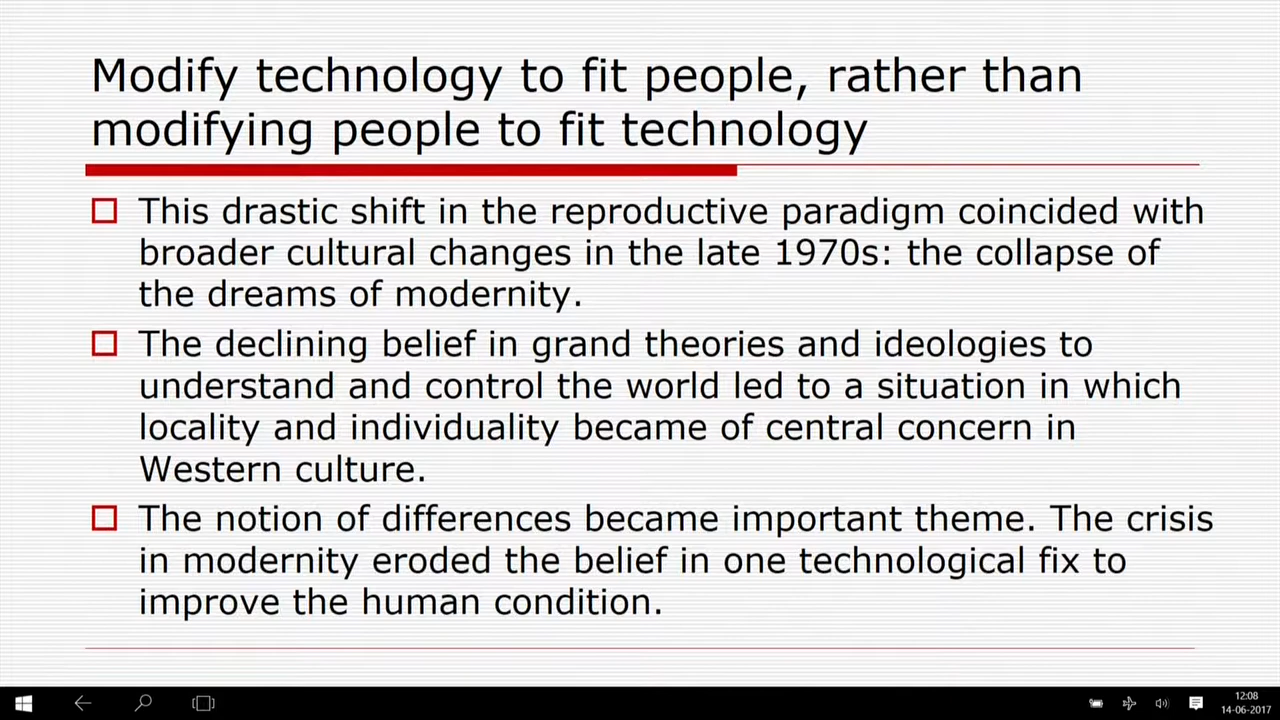 Modify technology to fit people, rather than
modifying people to fit technology
This drastic shift in the reproductive paradigm coincided with
broader cultural changes in the late 1970s: the collapse of
the dreams of modernity.
The declining belief in grand theories and ideologies to
understand and control the world led to a situation in which
locality and individuality became of central concern in
Western culture.
The notion of differences became important theme. The crisis
in modernity eroded the belief in one technological fix to
improve the human condition.
12:08
14-06-2017